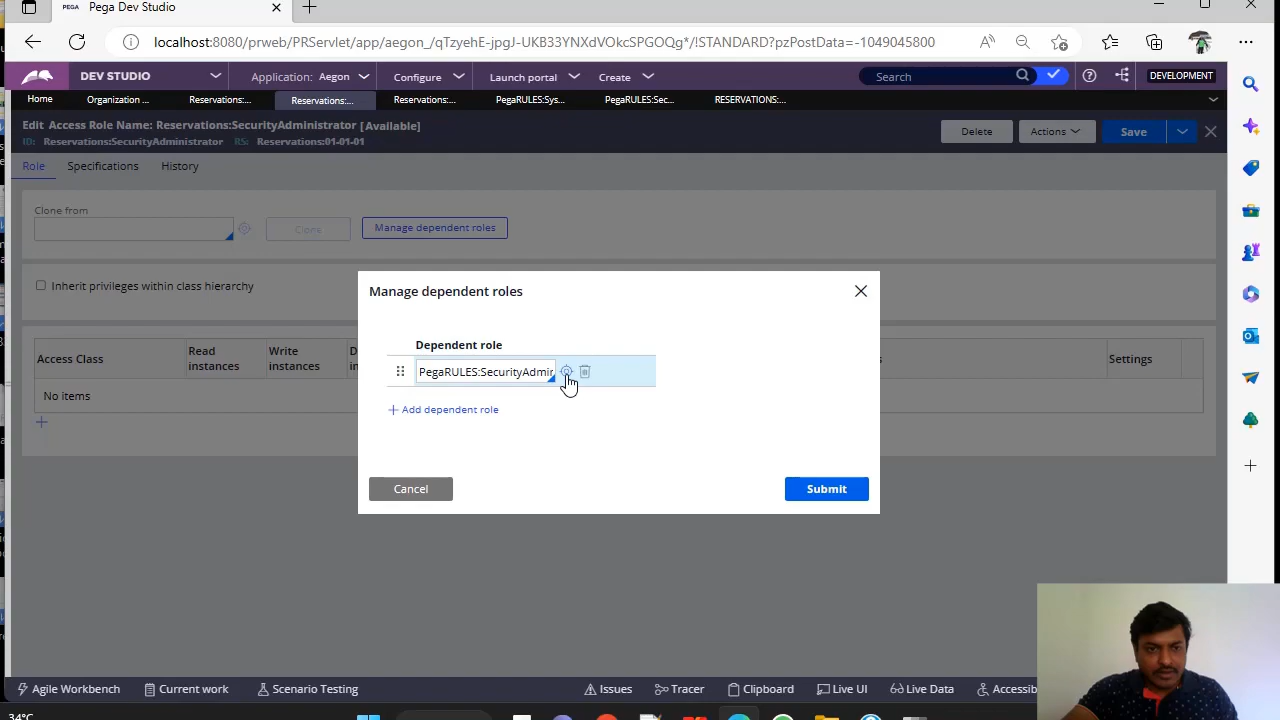 PEGA Pega Dev Studio
localhost:8080/prweb/PRServlet/app/aegon_/qTzyehE-jpgJ-UKB33YNXdVOkcSPGOQg*/!STANDARD?pzPostData=-1049045800
DEV STUDIO Application: Aegon Configure Launch portal Create Search DEVELOPMENT
Home Organization ... Reservations:... Reservations:... Reservations:... PegaRULES:Sys... PegaRULES:Sec... RESERVATIONS:...
Edit Access Role Name: Reservations:SecurityAdministrator [Available]
ID: Reservations:SecurityAdministrator RS: Reservations:01-01-01
Delete Actions Save
Role Specifications History
Clone from
Clone Manage dependent roles
Inherit privileges within class hierarchy
Access Class Read instances Write instances Settings
No items
Manage dependent roles
Dependent role
PegaRULES:SecurityAdmir
Add dependent role
Cancel Submit
Agile Workbench Current work Scenario Testing Issues Tracer Clipboard Live UI Live Data Accessib
34°C